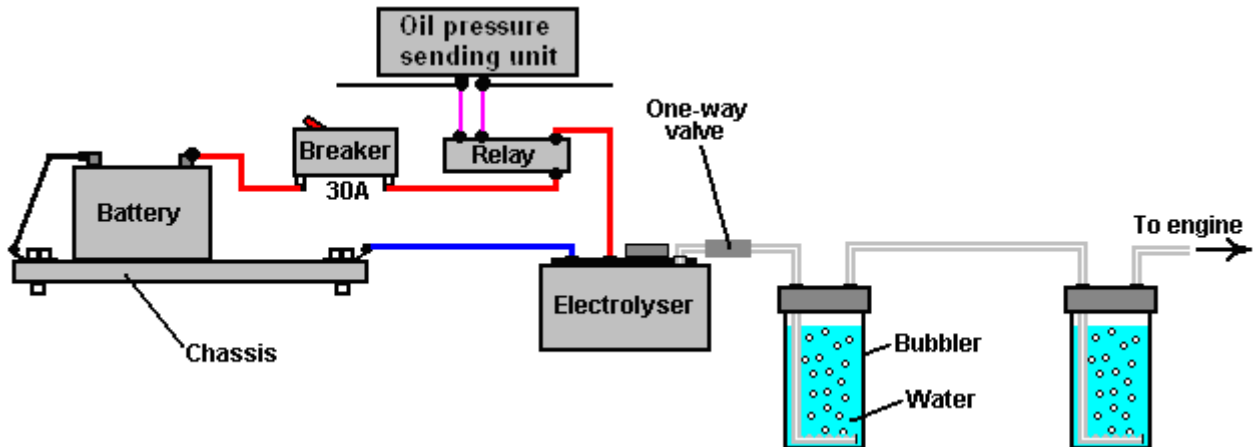 Oil pressure
sending unit
One-way
valve
Breaker
Relay
30A
Battery
To engine
Electrolyser
Chassis
Bubbler
Water